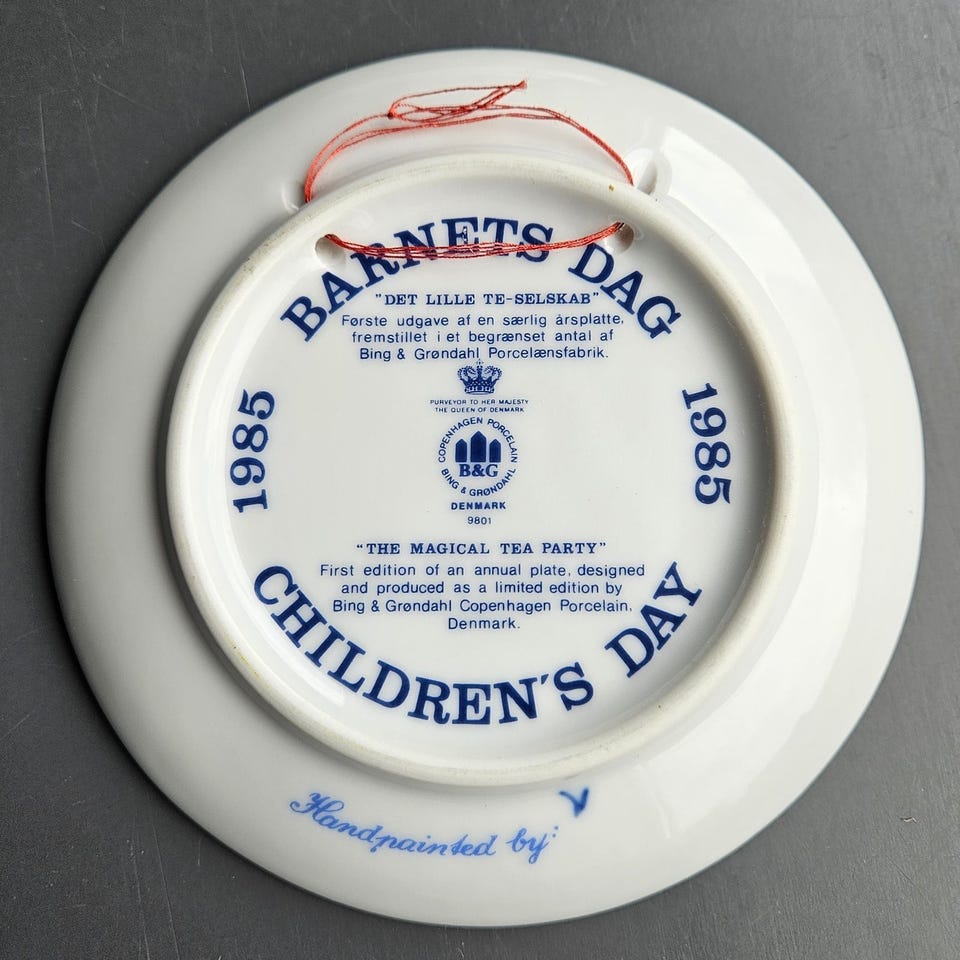 BARNETS DAG
"DET LILLE TE-SELSKAB"
Første udgave af en særlig årsplatte,
fremstillet i et begrænset antal af
Bing & Grøndahl Porcelænsfabrik.
PURVEYOR TO HER MAJESTY
THE QUEEN OF DENMARK
1985
1985
COPENHAGEN PORCELAIN
B&G
BING & GRØNDAHL
DENMARK
9801
"THE MAGICAL TEA PARTY"
First edition of an annual plate, designed
and produced as a limited edition by
Bing & Grøndahl Copenhagen Porcelain,
Denmark.
CHILDREN'S DAY
Handpainted by: